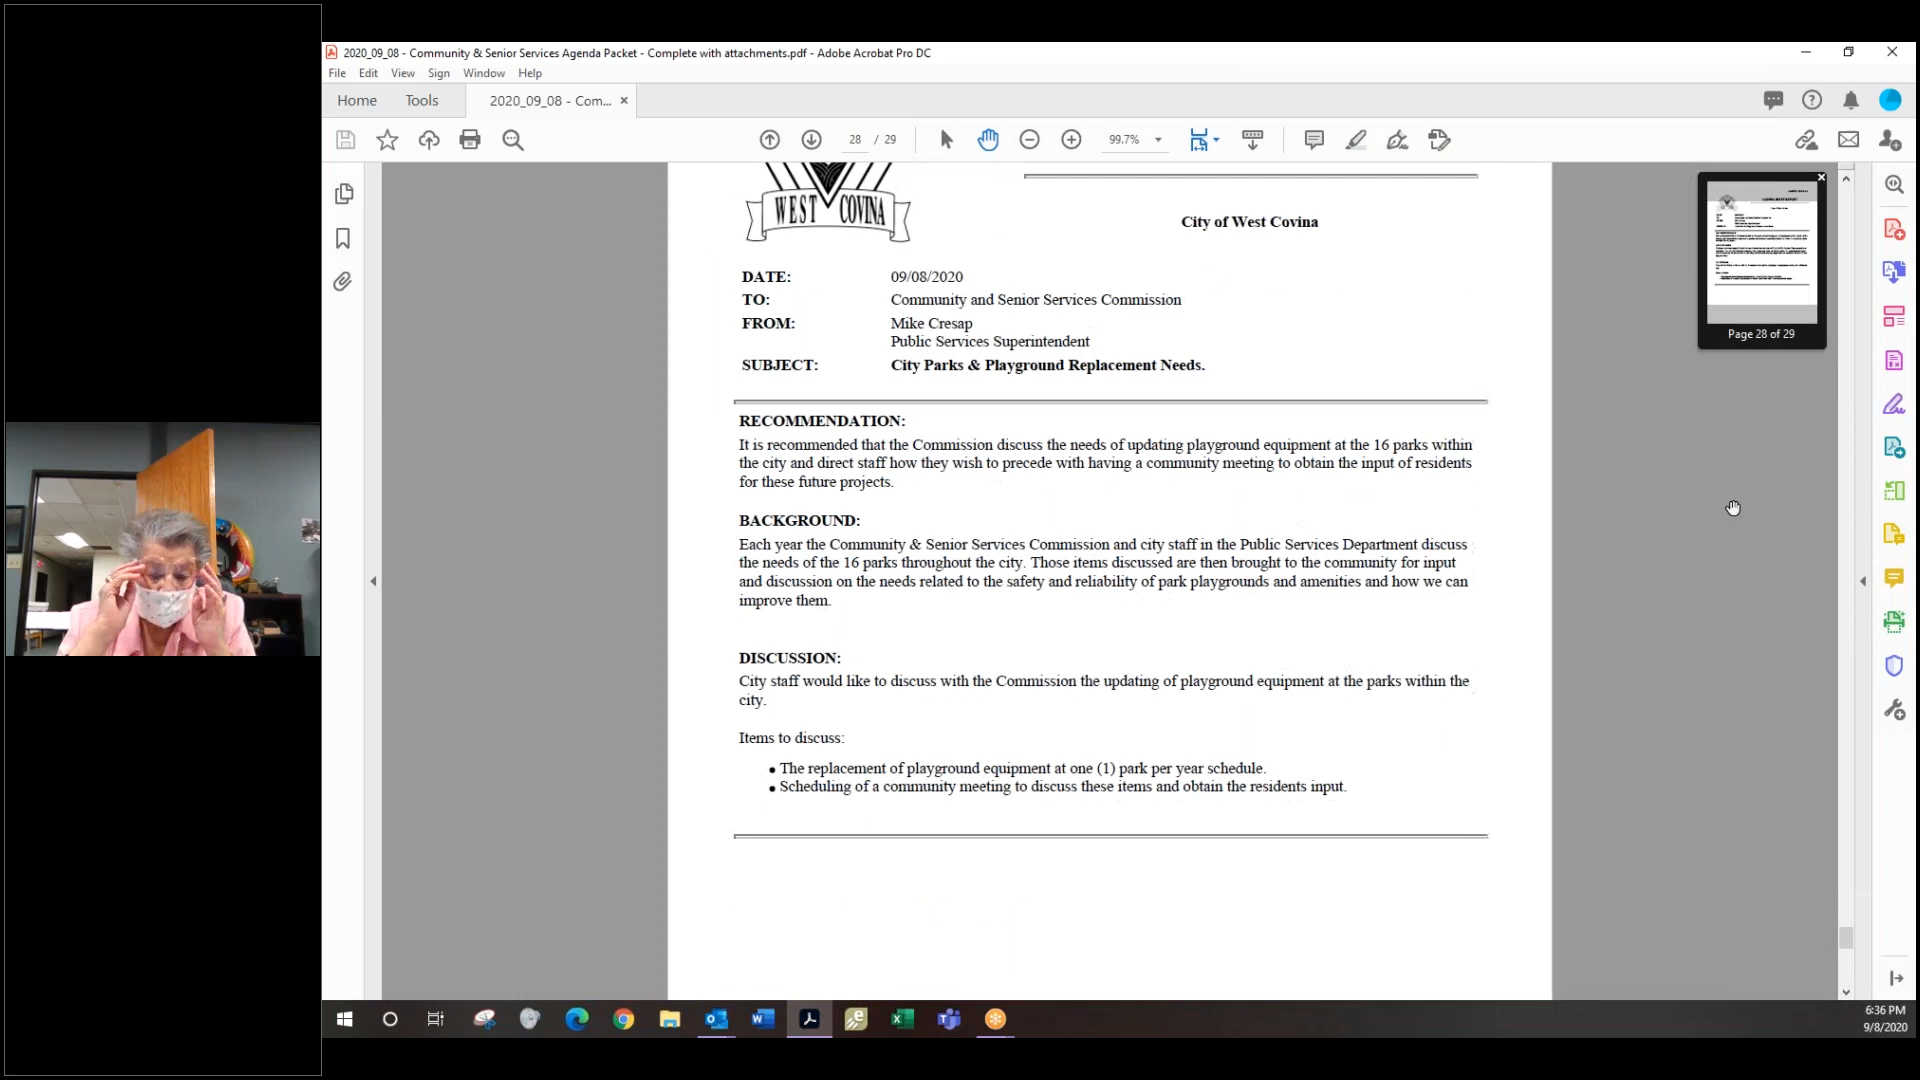 2020_09_08 - Community & Senior Services Agenda Packet - Complete with attachments.pdf - Adobe Acrobat Pro DC
File Edit View Sign Window Help
Home Tools 2020_09_08 - Com... ×
28 / 29 99.7%
WEST COVINA
City of West Covina
DATE: 09/08/2020
TO: Community and Senior Services Commission
FROM: Mike Cresap
Public Services Superintendent
SUBJECT: City Parks & Playground Replacement Needs.
RECOMMENDATION:
It is recommended that the Commission discuss the needs of updating playground equipment at the 16 parks within
the city and direct staff how they wish to precede with having a community meeting to obtain the input of residents
for these future projects.
BACKGROUND:
Each year the Community & Senior Services Commission and city staff in the Public Services Department discuss
the needs of the 16 parks throughout the city. Those items discussed are then brought to the community for input
and discussion on the needs related to the safety and reliability of park playgrounds and amenities and how we can
improve them.
DISCUSSION:
City staff would like to discuss with the Commission the updating of playground equipment at the parks within the
city.
Items to discuss:
• The replacement of playground equipment at one (1) park per year schedule.
• Scheduling of a community meeting to discuss these items and obtain the residents input.
Page 28 of 29
6:36 PM
9/8/2020